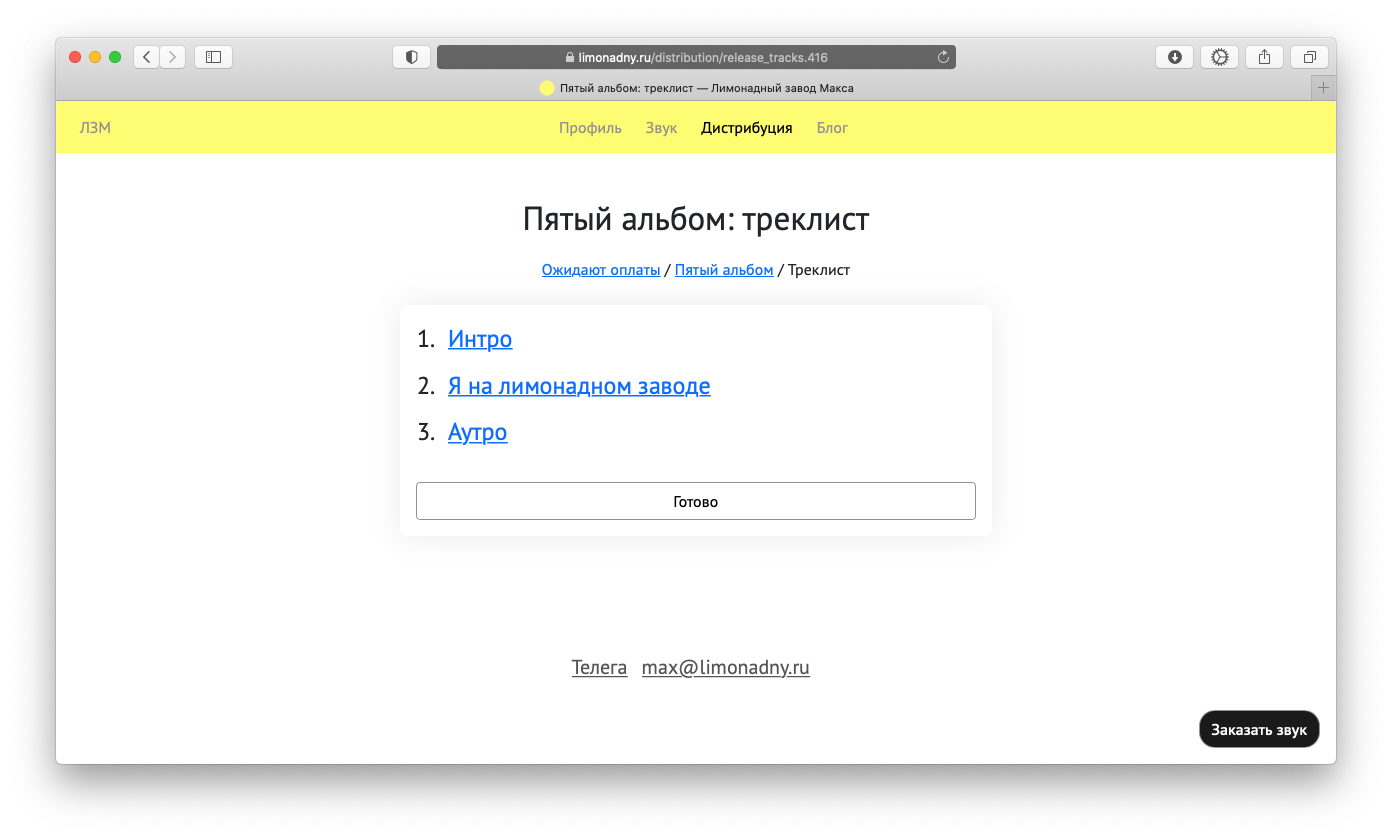 limonadny.ru/distribution/release_tracks.416
Пятый альбом: треклист — Лимонадный завод Макса
ЛЗМ Профиль Звук Дистрибуция Блог
Пятый альбом: треклист
Ожидают оплаты / Пятый альбом / Треклист
1. Интро
2. Я на лимонадном заводе
3. Аутро
Готово
Телега max@limonadny.ru
Заказать звук